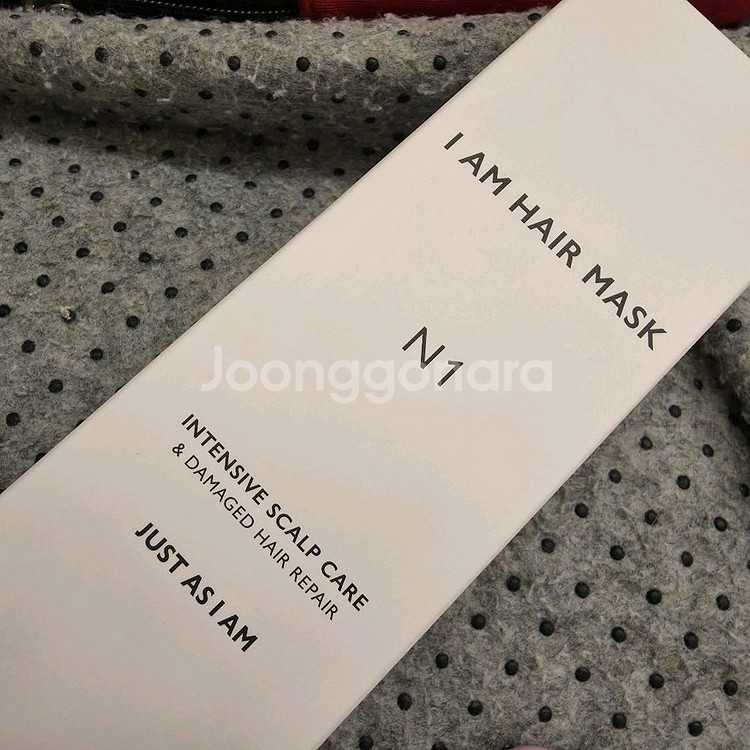 I AM HAIR MASK
N1
Joonggonara
INTENSIVE SCALP CARE
& DAMAGED HAIR REPAIR
JUST AS I AM